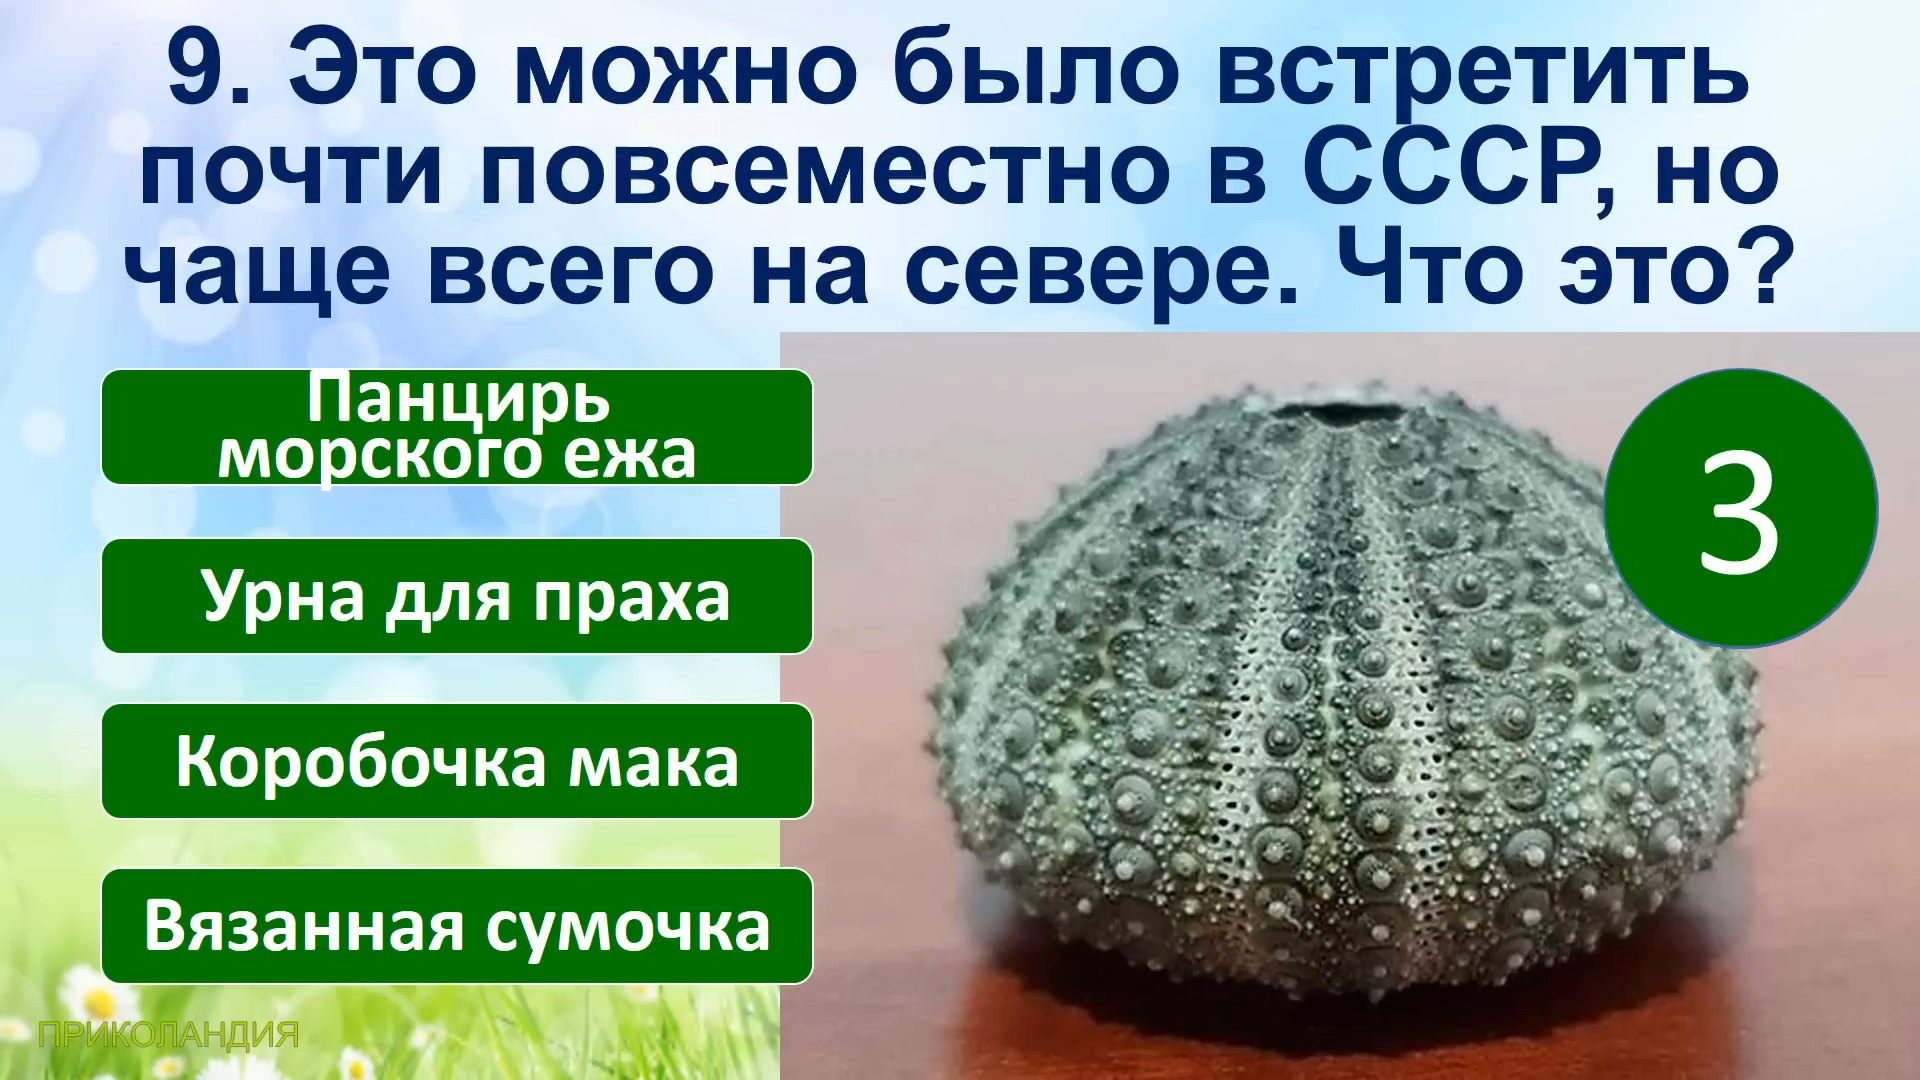 9. Это можно было встретить
почти повсеместно в СССР, но
чаще всего на севере. Что это?
Панцирь
морского ежа
3
Урна для праха
Коробочка мака
Вязанная сумочка
ПРИКОЛАНДИЯ